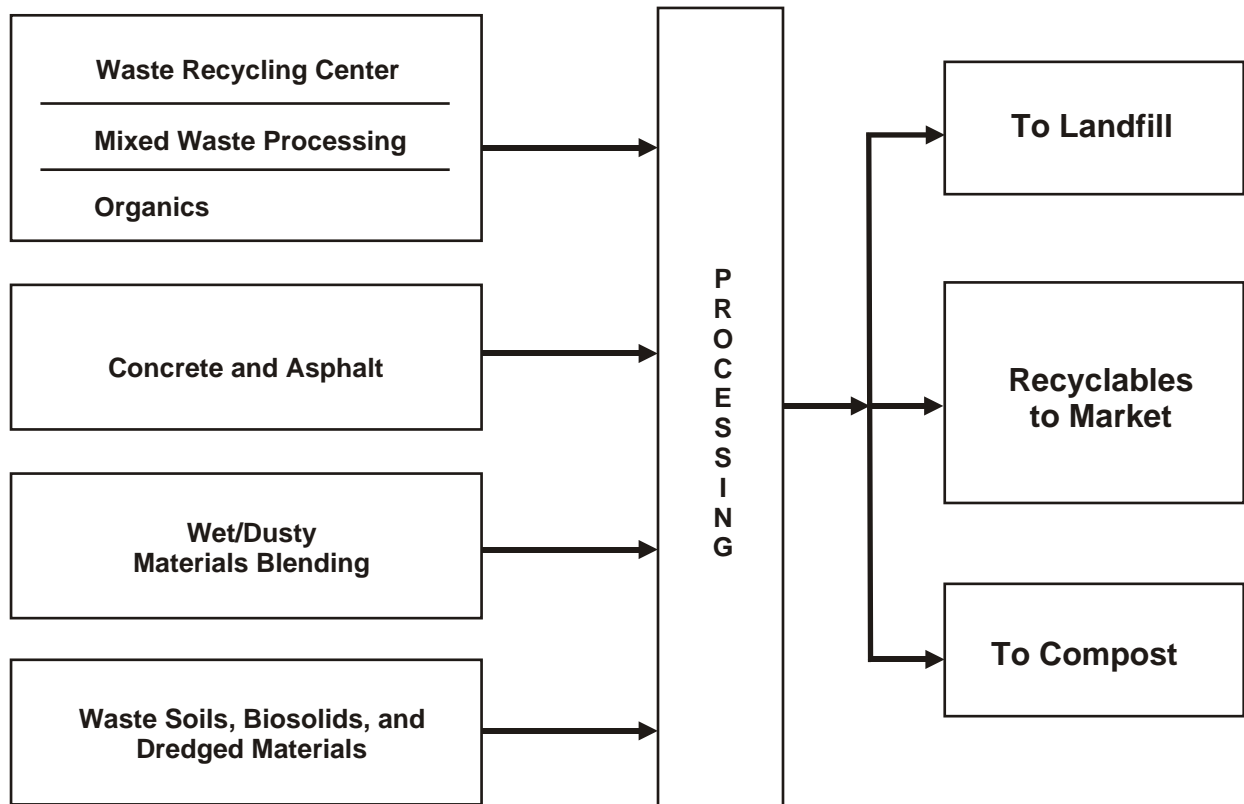 Waste Recycling Center
Mixed Waste Processing
Organics
Concrete and Asphalt
Wet/Dusty
Materials Blending
Waste Soils, Biosolids, and
Dredged Materials
P
R
O
C
E
S
S
I
N
G
To Landfill
Recyclables
to Market
To Compost